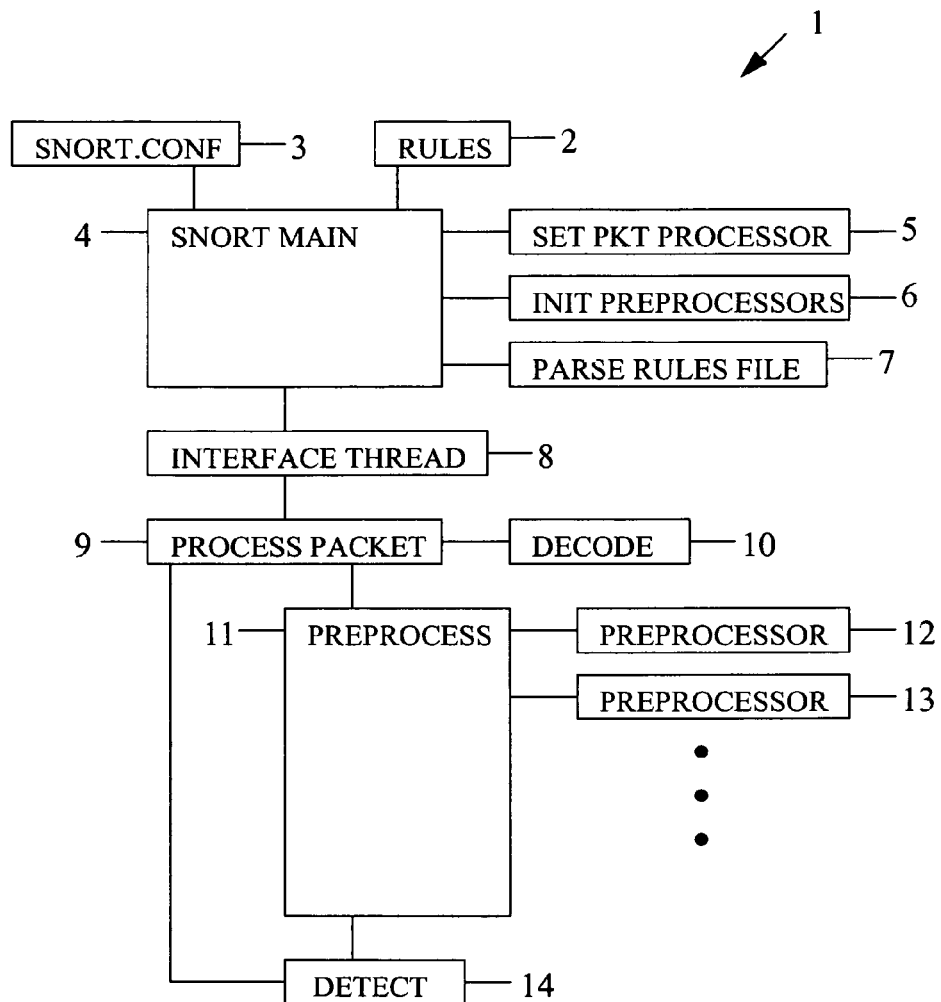 1
SNORT.CONF 3
RULES 2
4 SNORT MAIN
SET PKT PROCESSOR 5
INIT PREPROCESSORS 6
PARSE RULES FILE 7
INTERFACE THREAD 8
9 PROCESS PACKET
DECODE 10
11 PREPROCESS
PREPROCESSOR 12
PREPROCESSOR 13
DETECT 14